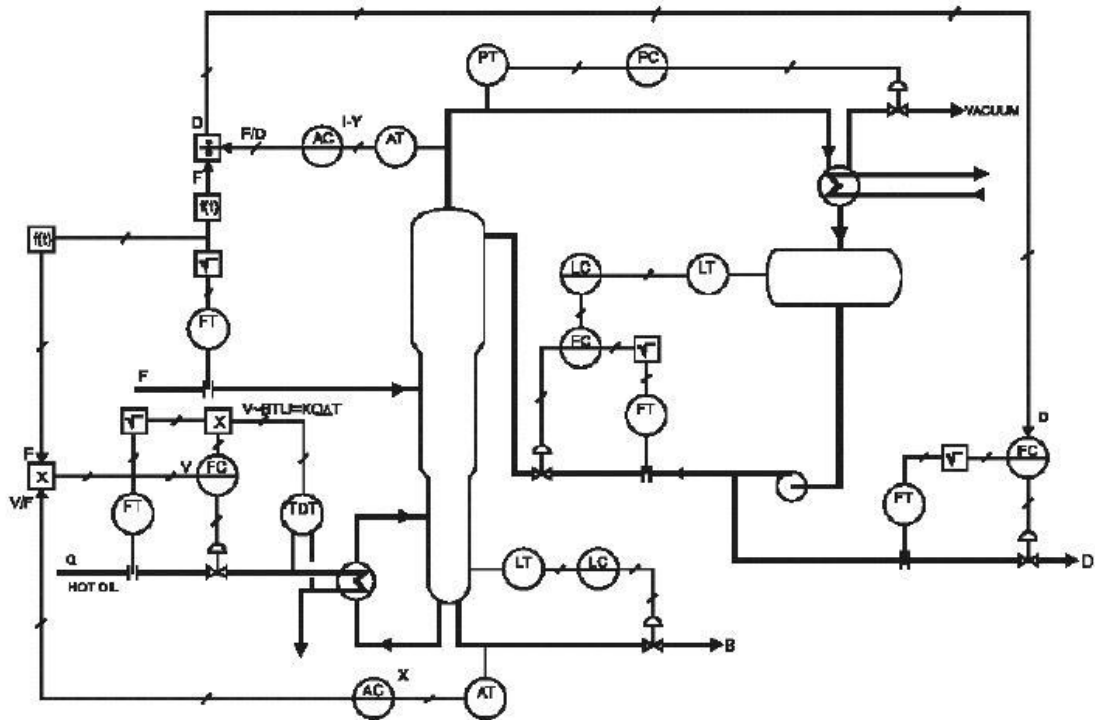 PT
PC
VACUUM
D
F/D
AC
I-Y
AT
÷
F
f(t)
f(t)
√
LC
LT
FT
FC
√
F
V~BTU=KQΔT
√
X
FT
D
F
X
V
FC
√
FC
V/F
FT
TDT
FT
Q
HOT OIL
LT
LC
D
B
X
AC
AT